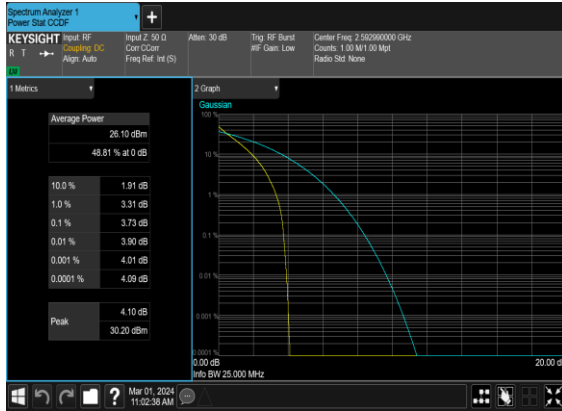 Spectrum Analyzer 1
Power Stat CCDF
KEYSIGHT
R T
LXI
Input: RF
Coupling: DC
Align: Auto
Input Z: 50 Ω
Corr CCorr
Freq Ref: Int (S)
Atten: 30 dB
Trig: RF Burst
#IF Gain: Low
Center Freq: 2.592990000 GHz
Counts: 1.00 M/1.00 Mpt
Radio Std: None
1 Metrics
Average Power
26.10 dBm
48.81 % at 0 dB
10.0 % 1.91 dB
1.0 % 3.31 dB
0.1 % 3.73 dB
0.01 % 3.90 dB
0.001 % 4.01 dB
0.0001 % 4.09 dB
Peak
4.10 dB
30.20 dBm
2 Graph
Gaussian
100 %
10 %
1 %
0.1 %
0.01 %
0.001 %
0.0001 %
0.00 dB
20.00 d
Info BW 25.000 MHz
?
Mar 01, 2024
11:02:38 AM